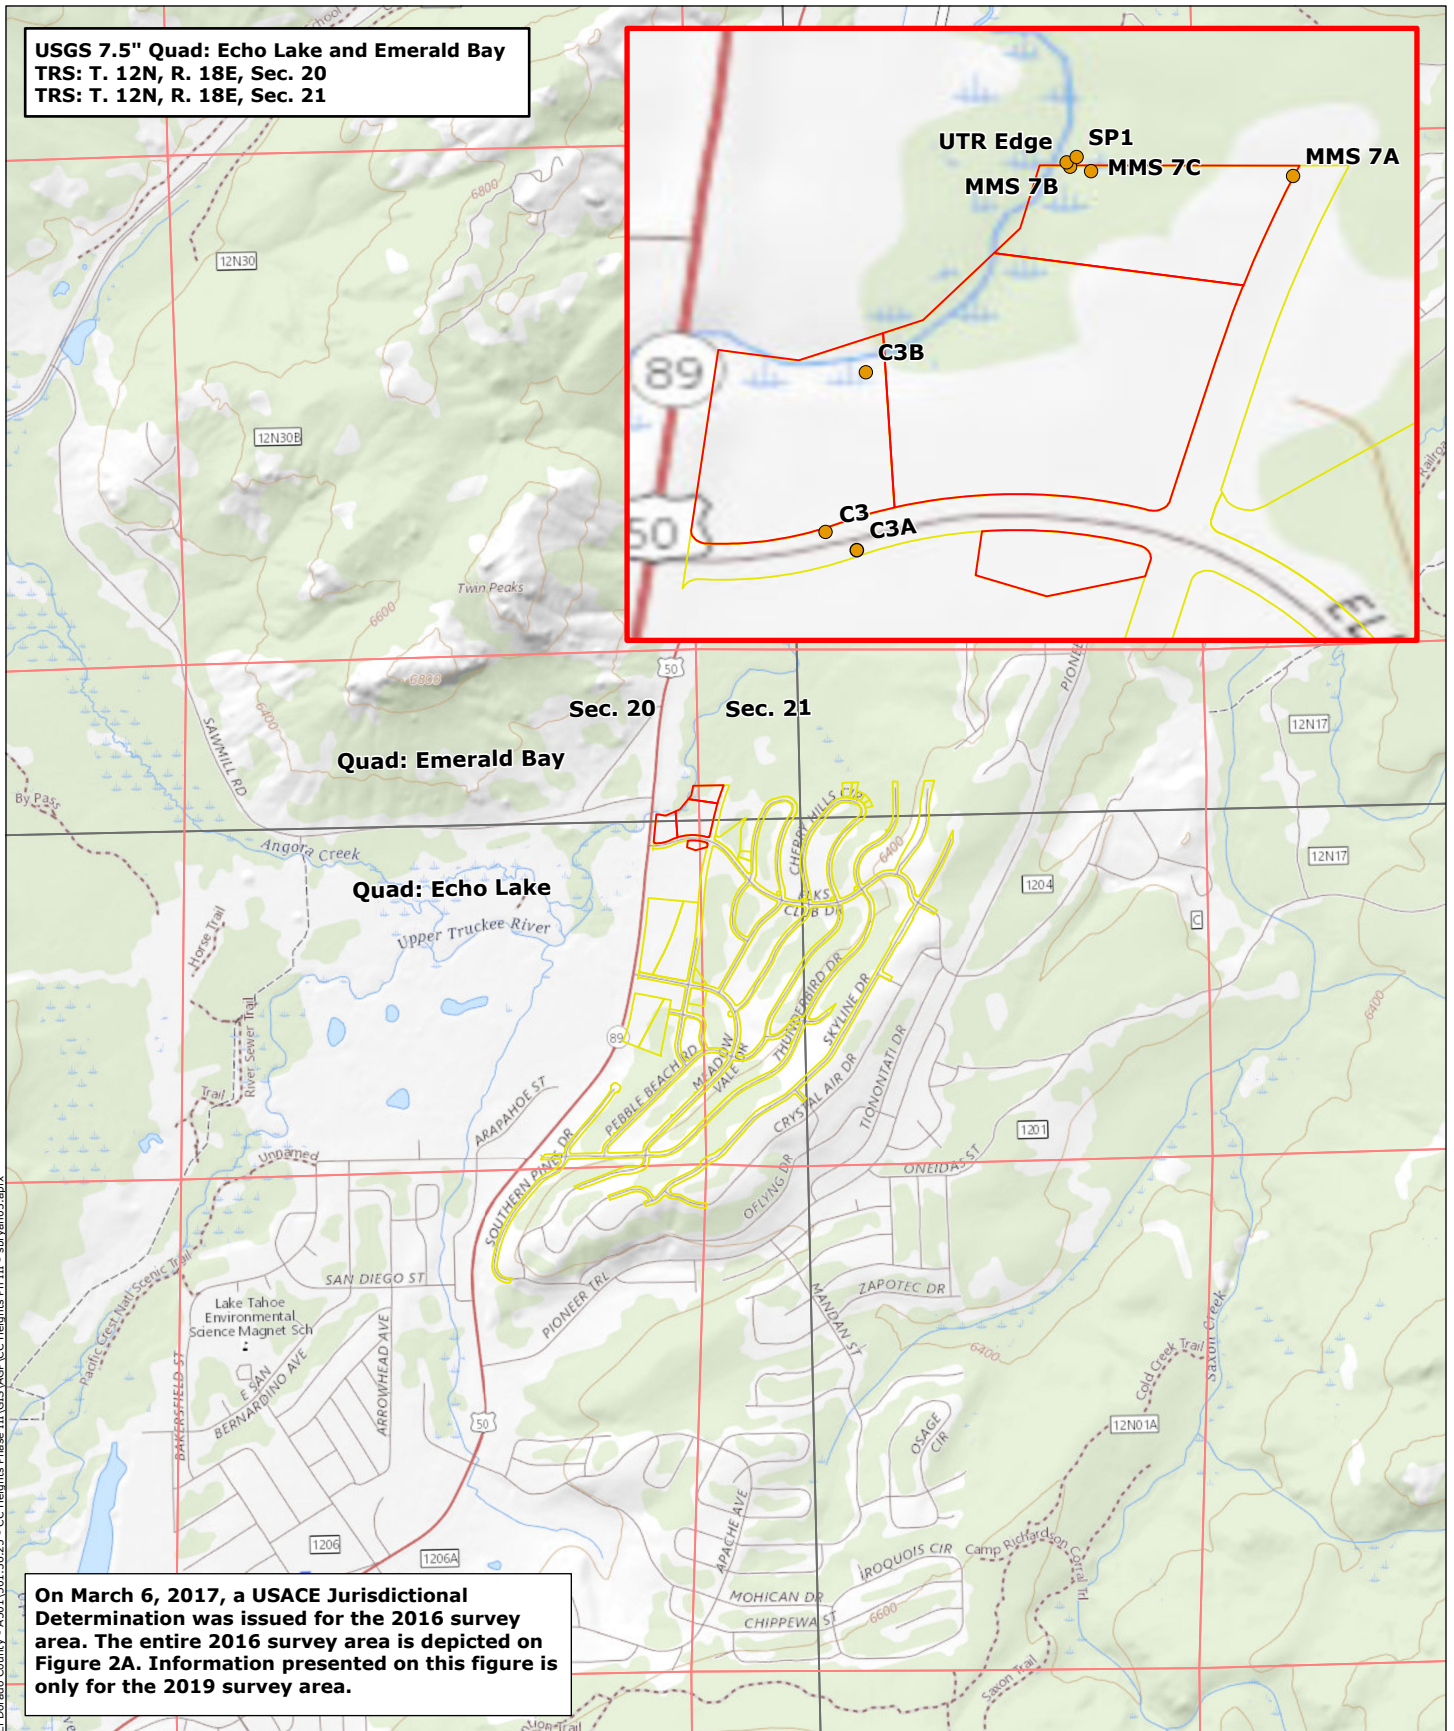 USGS 7.5" Quad: Echo Lake and Emerald Bay
TRS: T. 12N, R. 18E, Sec. 20
TRS: T. 12N, R. 18E, Sec. 21
School
6800
12N30
12N30B
UTR Edge
SP1
MMS 7A
MMS 7C
MMS 7B
89
C3B
C3
C3A
50
EL
Twin Peaks
6600
6800
6400
50
Sec. 20
Sec. 21
12N17
SAWMILL RD
Quad: Emerald Bay
By Pass
CHERRY HILLS CIR
6400
Angora Creek
12N17
Quad: Echo Lake
1204
ELKS
CLUB DR
C
Horse Trail
Upper Truckee River
THUNDERBIRD DR
SKYLINE DR
6400
River Sewer Trail
89
MEADOW
VALE DR
PEBBLE BEACH RD
CRYSTAL AIR DR
TIONONTATI DR
Trail
ARAPAHOE ST
1201
Unnamed
SOUTHERN PINES DR
ONEIDAS ST
OFLYNG DR
Pacific Crest Natl Scenic Trail
SAN DIEGO ST
PIONEER TRL
MANDAN ST
ZAPOTEC DR
Lake Tahoe
Environmental
Science Magnet Sch
6400
Saxon Creek
Cold Creek Trail
BAKERSFIELD ST
E SAN
BERNARDINO AVE
ARROWHEAD AVE
50
OSAGE
CIR
12N01A
APACHE AVE
1206
1206A
IROQUOIS CIR
Camp Richardson Corral Trl
MOHICAN DR
CHIPPEWA ST
6600
Saxon Trail
On March 6, 2017, a USACE Jurisdictional
Determination was issued for the 2016 survey
area. The entire 2016 survey area is depicted on
Figure 2A. Information presented on this figure is
only for the 2019 survey area.